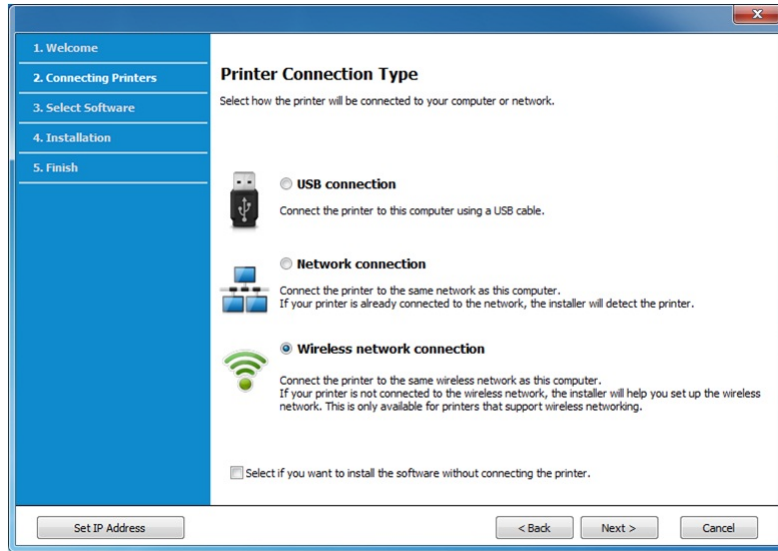 1. Welcome
2. Connecting Printers
3. Select Software
4. Installation
5. Finish
Printer Connection Type
Select how the printer will be connected to your computer or network.
USB connection
Connect the printer to this computer using a USB cable.
Network connection
Connect the printer to the same network as this computer.
If your printer is already connected to the network, the installer will detect the printer.
Wireless network connection
Connect the printer to the same wireless network as this computer.
If your printer is not connected to the wireless network, the installer will help you set up the wireless
network. This is only available for printers that support wireless networking.
Select if you want to install the software without connecting the printer.
Set IP Address
< Back
Next >
Cancel